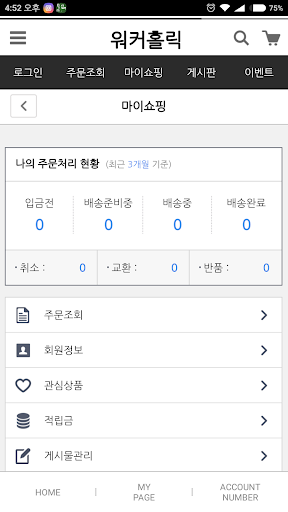 4:52 오후
75%
워커홀릭
로그인 주문조회 마이쇼핑 게시판 이벤트
마이쇼핑
나의 주문처리 현황 (최근 3개월 기준)
입금전 배송준비중 배송중 배송완료
0 0 0 0
· 취소 : 0 · 교환 : 0 · 반품 : 0
주문조회
회원정보
관심상품
적립금
게시물관리
HOME | MY PAGE | ACCOUNT NUMBER